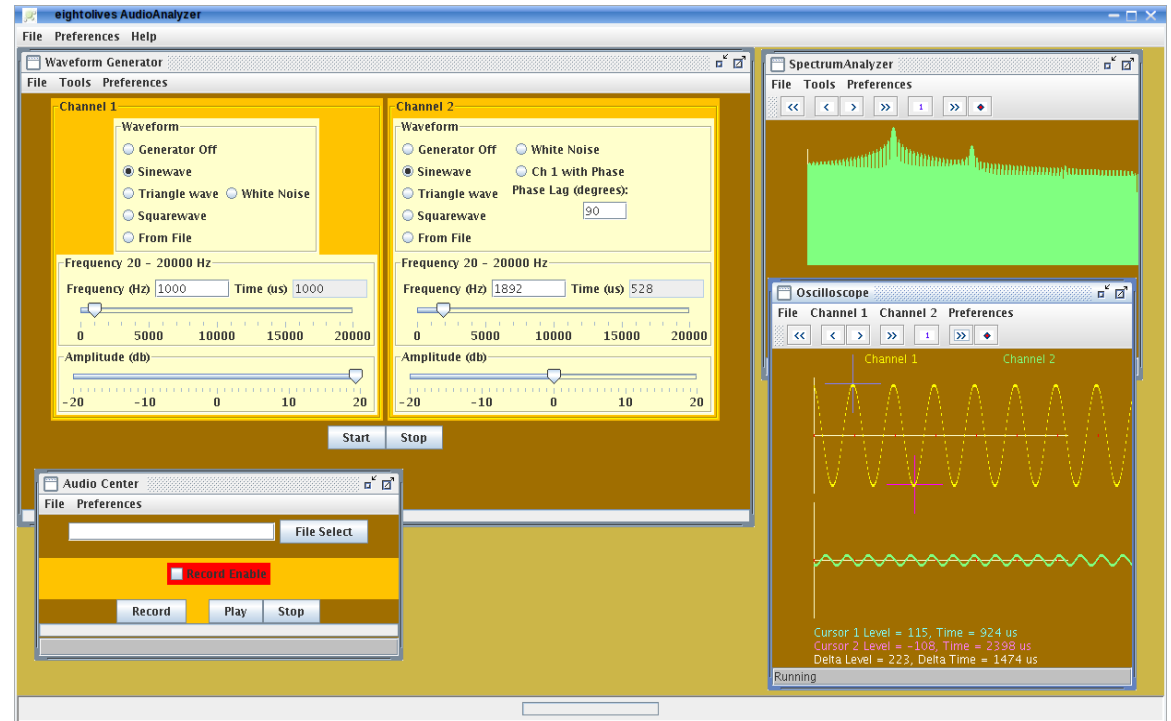 eightolives AudioAnalyzer
File Preferences Help
Waveform Generator
File Tools Preferences
Channel 1
Waveform
Generator Off
Sinewave
Triangle wave White Noise
Squarewave
From File
Frequency 20 - 20000 Hz
Frequency (Hz) 1000 Time (us) 1000
0 5000 10000 15000 20000
Amplitude (db)
-20 -10 0 10 20
Channel 2
Waveform
Generator Off White Noise
Sinewave Ch 1 with Phase
Triangle wave Phase Lag (degrees):
Squarewave 90
From File
Frequency 20 - 20000 Hz
Frequency (Hz) 1892 Time (us) 528
0 5000 10000 15000 20000
Amplitude (db)
-20 -10 0 10 20
Start Stop
Audio Center
File Preferences
File Select
Record Enable
Record Play Stop
SpectrumAnalyzer
File Tools Preferences
<< < > >> 1 >>
Oscilloscope
File Channel 1 Channel 2 Preferences
<< < > >> 1 >>
Channel 1 Channel 2
Cursor 1 Level = 115, Time = 924 us
Cursor 2 Level = -108, Time = 2398 us
Delta Level = 223, Delta Time = 1474 us
Running